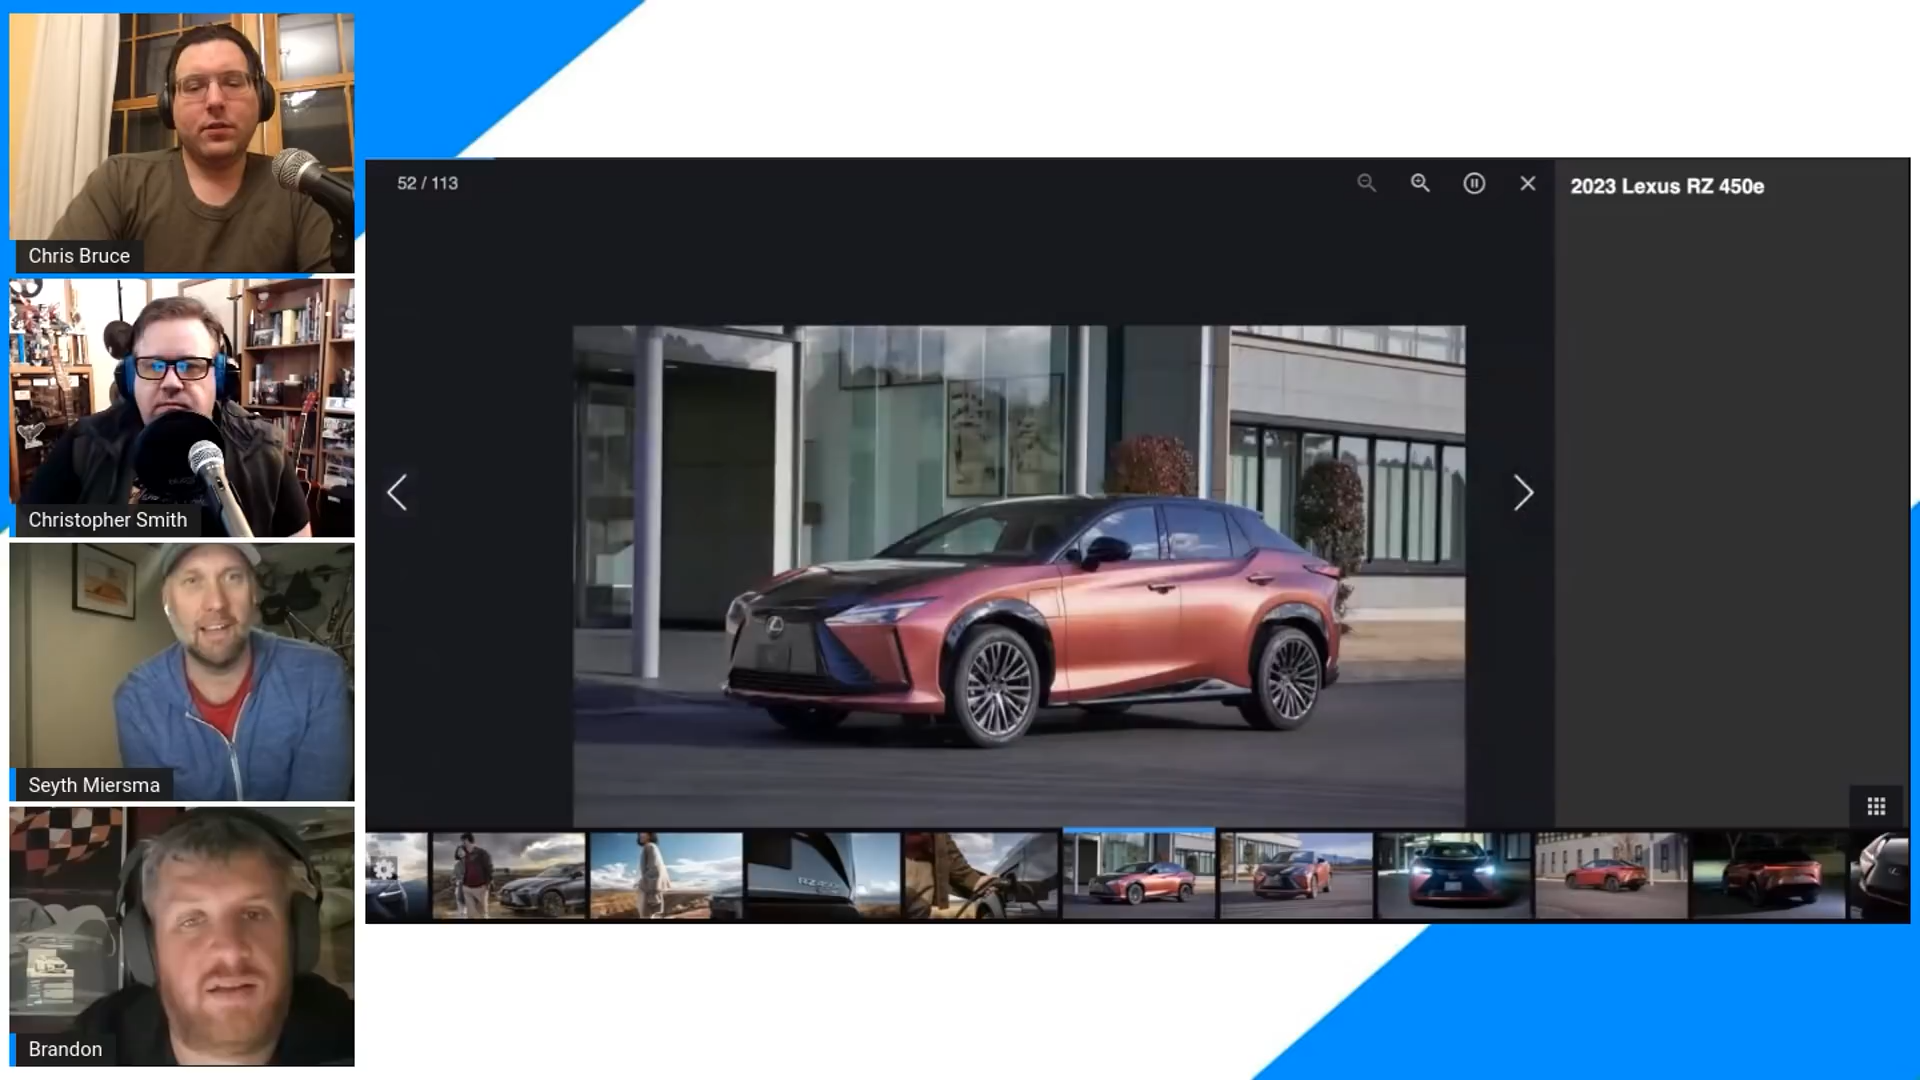 Chris Bruce
Christopher Smith
Seyth Miersma
Brandon
52 / 113
2023 Lexus RZ 450e